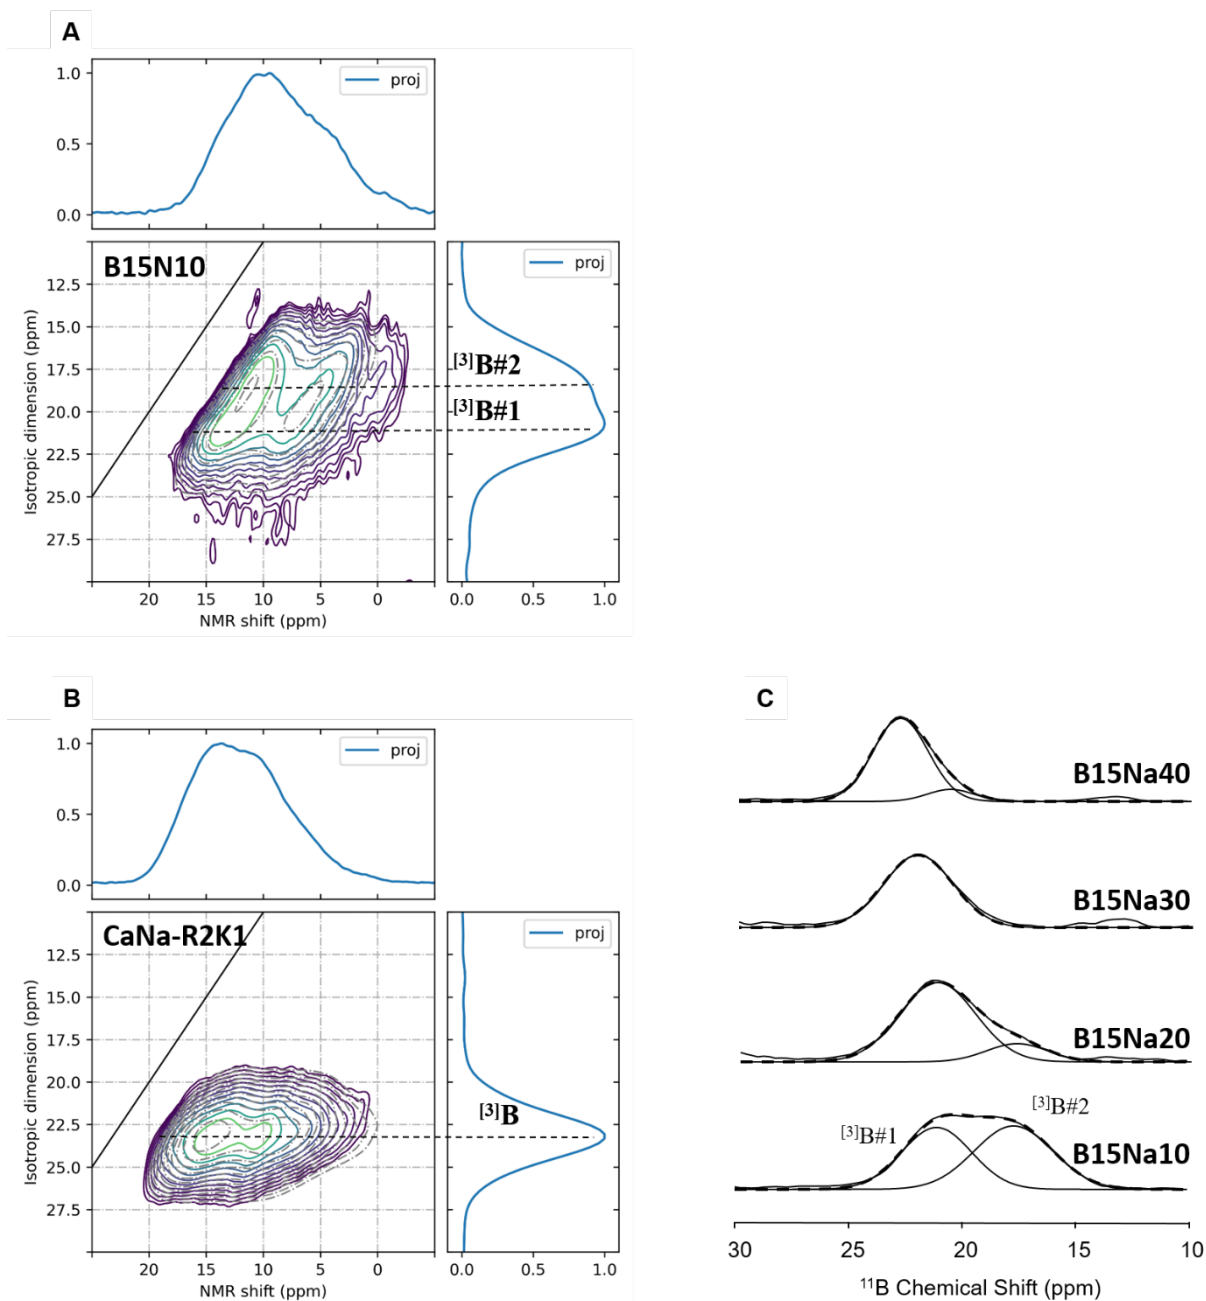 A
1.0
0.5
0.0
proj
B15N10
12.5
15.0
17.5
20.0
22.5
25.0
27.5
Isotropic dimension (ppm)
20 15 10 5 0
NMR shift (ppm)
proj
[3]B#2
[3]B#1
0.0 0.5 1.0
B
1.0
0.5
0.0
proj
CaNa-R2K1
12.5
15.0
17.5
20.0
22.5
25.0
27.5
Isotropic dimension (ppm)
20 15 10 5 0
NMR shift (ppm)
proj
[3]B
0.0 0.5 1.0
C
B15Na40
B15Na30
B15Na20
[3]B#2
[3]B#1
B15Na10
30 25 20 15 10
11B Chemical Shift (ppm)